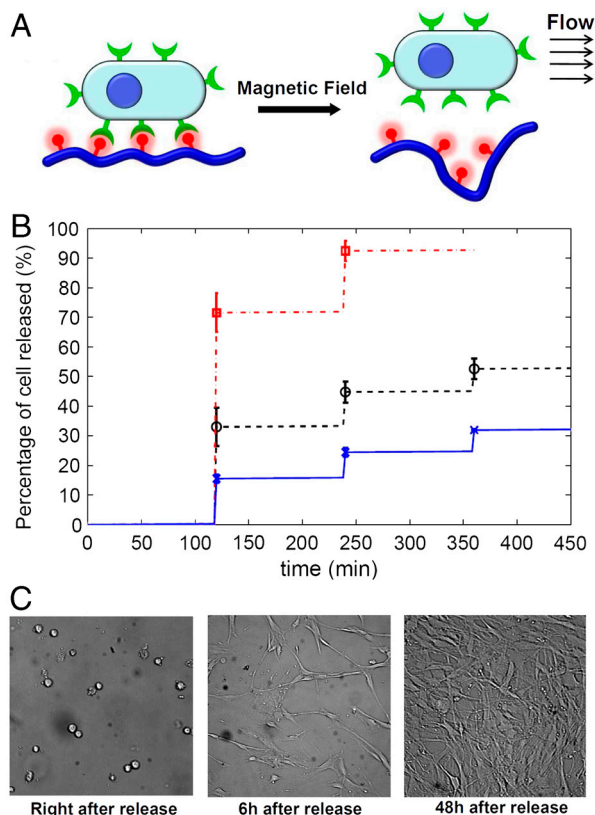 A
Flow
Magnetic Field
B
Percentage of cell released (%)
100
90
80
70
60
50
40
30
20
10
0
0 50 100 150 200 250 300 350 400 450
time (min)
C
Right after release 6h after release 48h after release